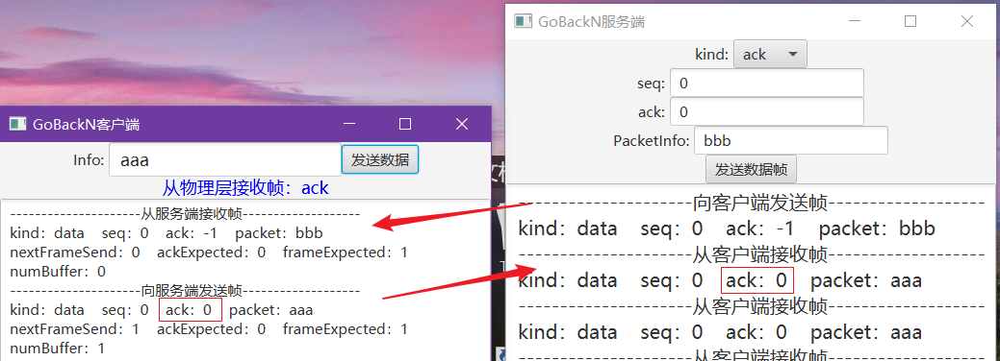 GoBackN客户端
Info: aaa 发送数据
从物理层接收帧：ack
--------------------从服务端接收帧------------------
kind：data seq：0 ack：-1 packet：bbb
nextFrameSend：0 ackExpected：0 frameExpected：1
numBuffer：0
--------------------向服务端发送帧------------------
kind：data seq：0 ack：0 packet：aaa
nextFrameSend：1 ackExpected：0 frameExpected：1
numBuffer：1
GoBackN服务端
kind: ack
seq: 0
ack: 0
PacketInfo: bbb
发送数据帧
--------------------向客户端发送帧------------------
kind：data seq：0 ack：-1 packet：bbb
--------------------从客户端接收帧------------------
kind：data seq：0 ack：0 packet：aaa
--------------------从客户端接收帧------------------
kind：data seq：0 ack：0 packet：aaa
--------------------从客户端接收帧------------------